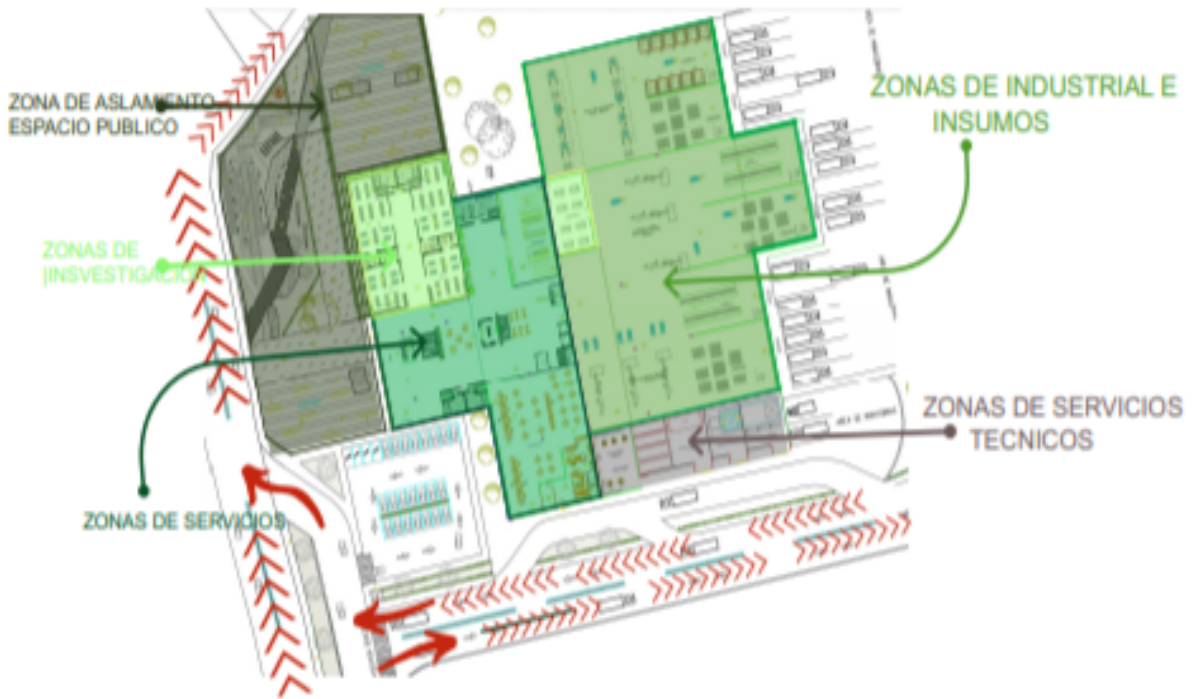 ZONA DE ASLAMIENTO
ESPACIO PUBLICO
ZONAS DE INDUSTRIAL E
INSUMOS
ZONAS DE
|INSVESTIGACION
ZONAS DE SERVICIOS
TECNICOS
ZONAS DE SERVICIOS